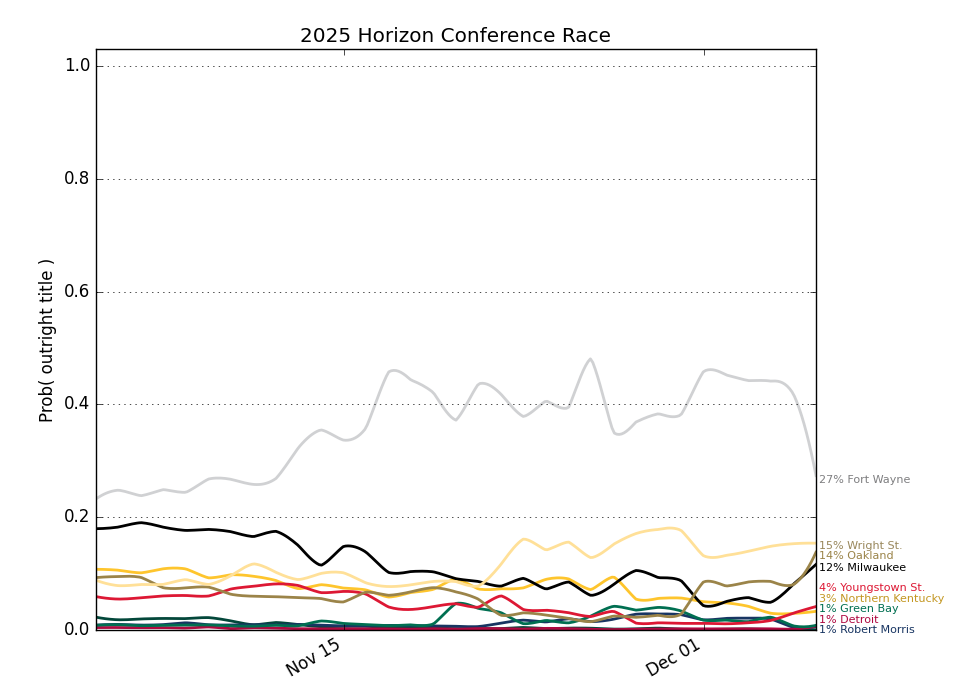 2025 Horizon Conference Race
Prob( outright title )
1.0
0.8
0.6
0.4
0.2
0.0
Nov 15
Dec 01
27% Fort Wayne
15% Wright St.
14% Oakland
12% Milwaukee
4% Youngstown St.
3% Northern Kentucky
1% Green Bay
1% Detroit
1% Robert Morris